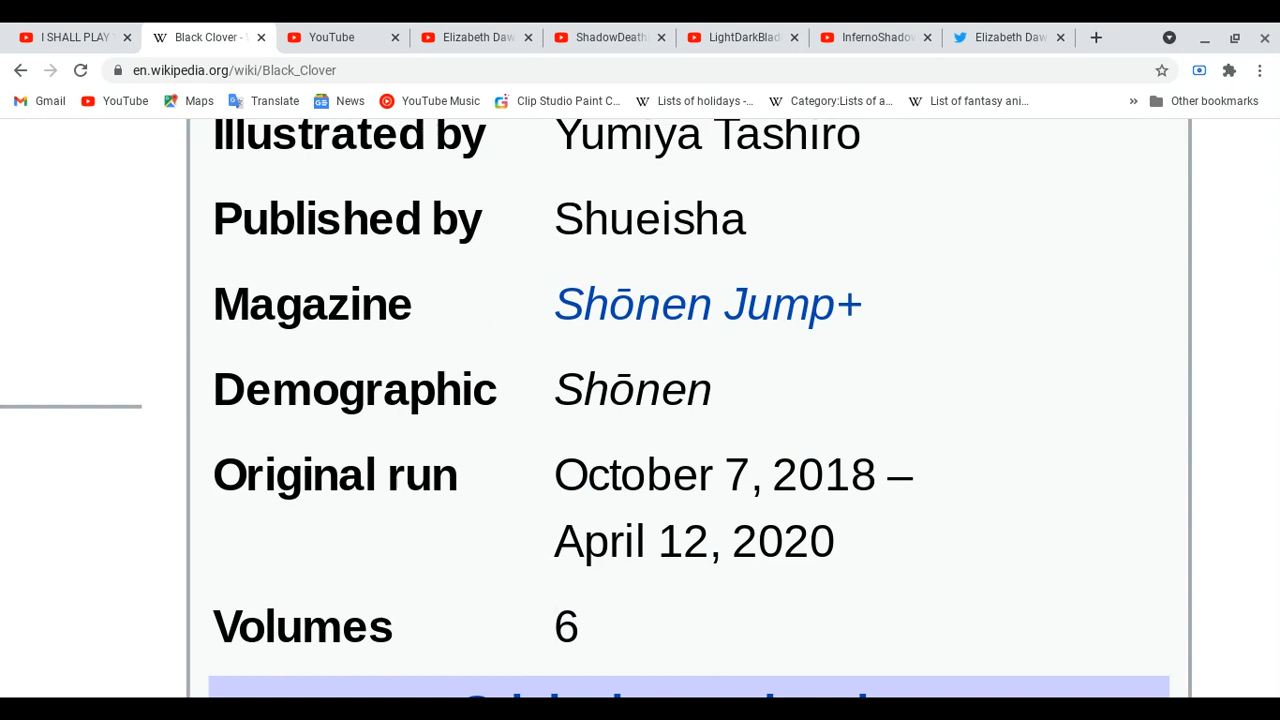 I SHALL PLAY
Black Clover -
YouTube
Elizabeth Daw
ShadowDeath
LightDarkBlad
InfernoShadow
Elizabeth Daw
en.wikipedia.org/wiki/Black_Clover
Gmail
YouTube
Maps
Translate
News
YouTube Music
Clip Studio Paint C...
Lists of holidays -...
Category:Lists of a...
List of fantasy ani...
Other bookmarks
Illustrated by Yumiya Tashiro
Published by Shueisha
Magazine Shōnen Jump+
Demographic Shōnen
Original run October 7, 2018 –
April 12, 2020
Volumes 6